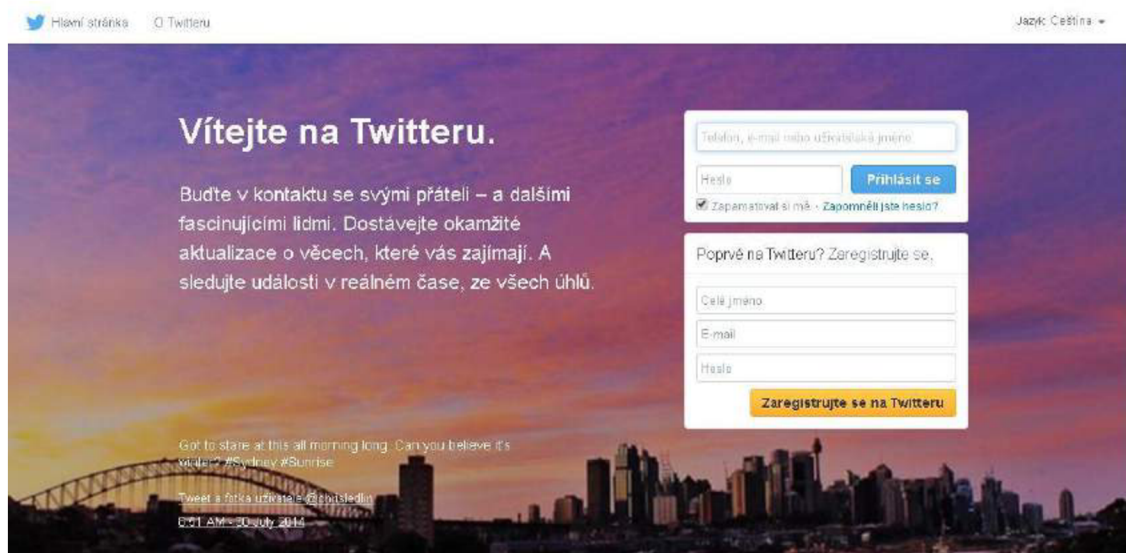 Hlavní stránka O Twitteru Jazyk: Čeština
Vítejte na Twitteru.
Buďte v kontaktu se svými přáteli – a dalšími
fascinujícími lidmi. Dostávejte okamžité
aktualizace o věcech, které vás zajímají. A
sledujte události v reálném čase, ze všech úhlů.
Got to stare at this all morning long. Can you believe it's
winter? #Sydney #Sunrise
Tweet a fotka uživatele @chrisledlin
6:01 AM - 30 July 2014
Telefon, e-mail nebo uživatelské jméno
Heslo Přihlásit se
Zapamatovat si mě · Zapomněli jste heslo?
Poprvé na Twitteru? Zaregistrujte se.
Celé jméno
E-mail
Heslo
Zaregistrujte se na Twitteru